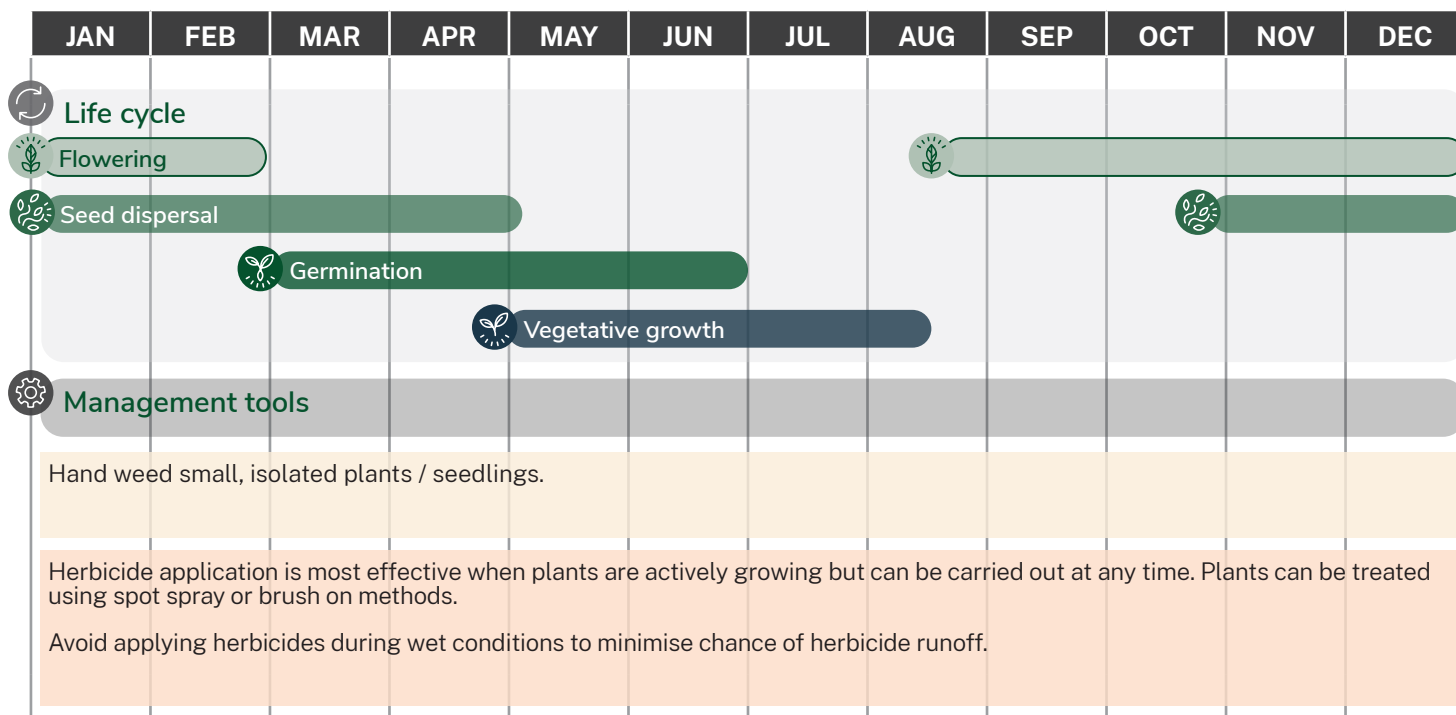 JAN FEB MAR APR MAY JUN JUL AUG SEP OCT NOV DEC
Life cycle
Flowering
Seed dispersal
Germination
Vegetative growth
Management tools
Hand weed small, isolated plants / seedlings.
Herbicide application is most effective when plants are actively growing but can be carried out at any time. Plants can be treated
using spot spray or brush on methods.
Avoid applying herbicides during wet conditions to minimise chance of herbicide runoff.